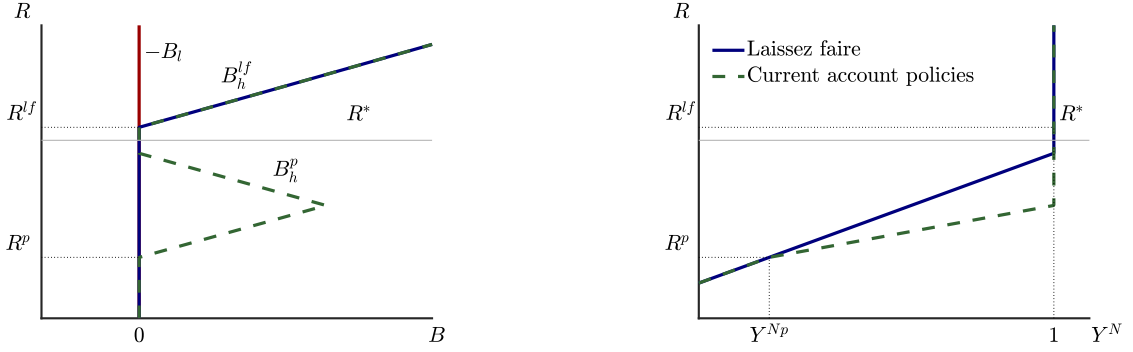 R
−B_l
B_h^{lf}
R^{lf}
R*
B_h^p
R^p
0
B
R
Laissez faire
Current account policies
R^{lf}
R*
R^p
Y^{Np}
1
Y^N